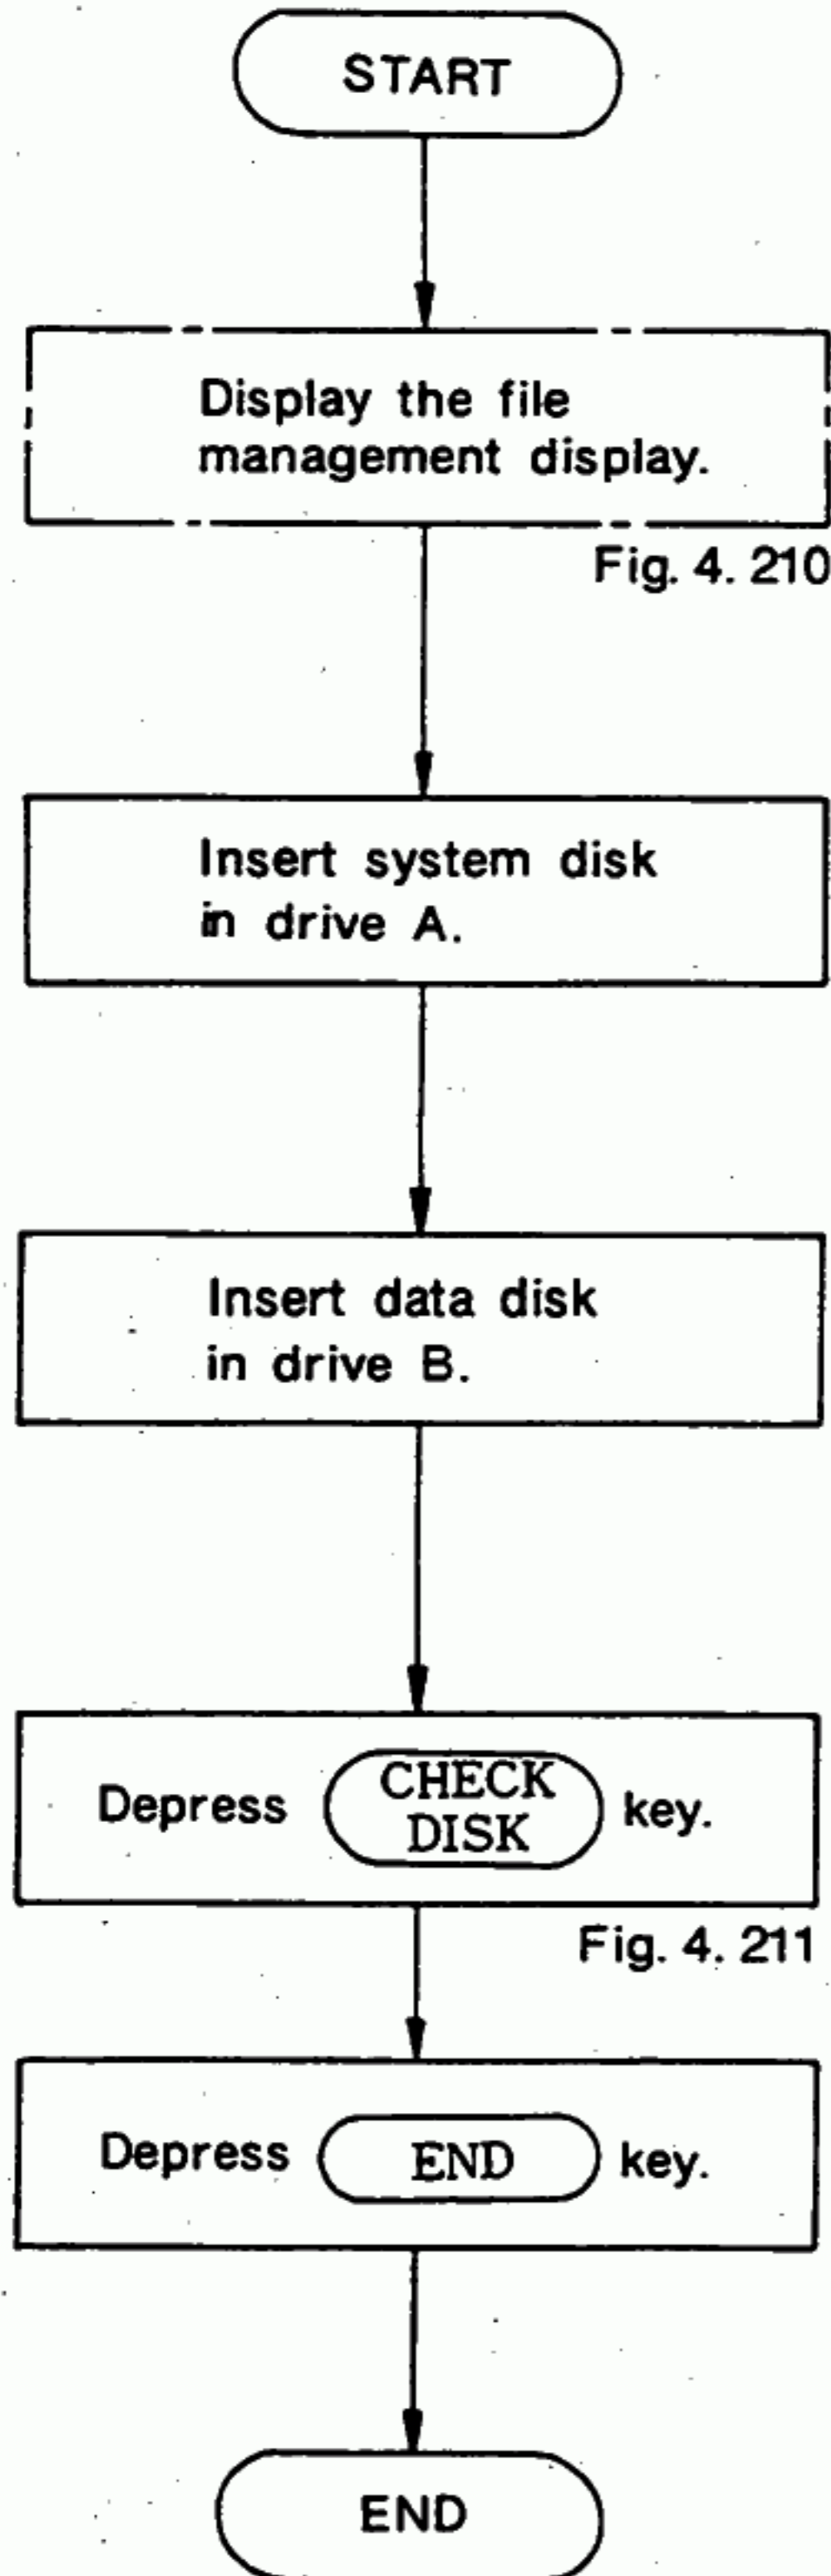 START
Display the file
management display.
Fig. 4. 210
Insert system disk
in drive A.
Insert data disk
in drive B.
Depress CHECK DISK key.
Fig. 4. 211
Depress END key.
END